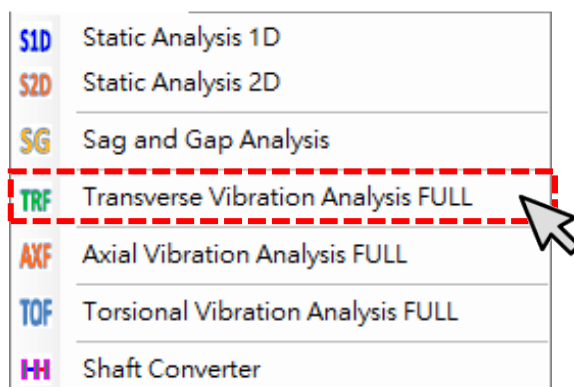 S1D Static Analysis 1D
S2D Static Analysis 2D
SG Sag and Gap Analysis
TRF Transverse Vibration Analysis FULL
AXF Axial Vibration Analysis FULL
TOF Torsional Vibration Analysis FULL
H-H Shaft Converter